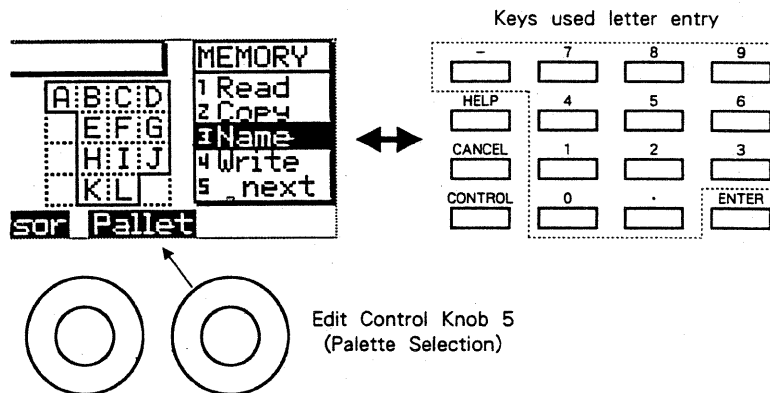 Keys used letter entry
MEMORY
1 Read
2 Copy
3 Name
4 Write
5 _next
A B C D
E F G
H I J
K L
sor Pallet
- 7 8 9
HELP 4 5 6
CANCEL 1 2 3
CONTROL 0 . ENTER
Edit Control Knob 5
(Palette Selection)